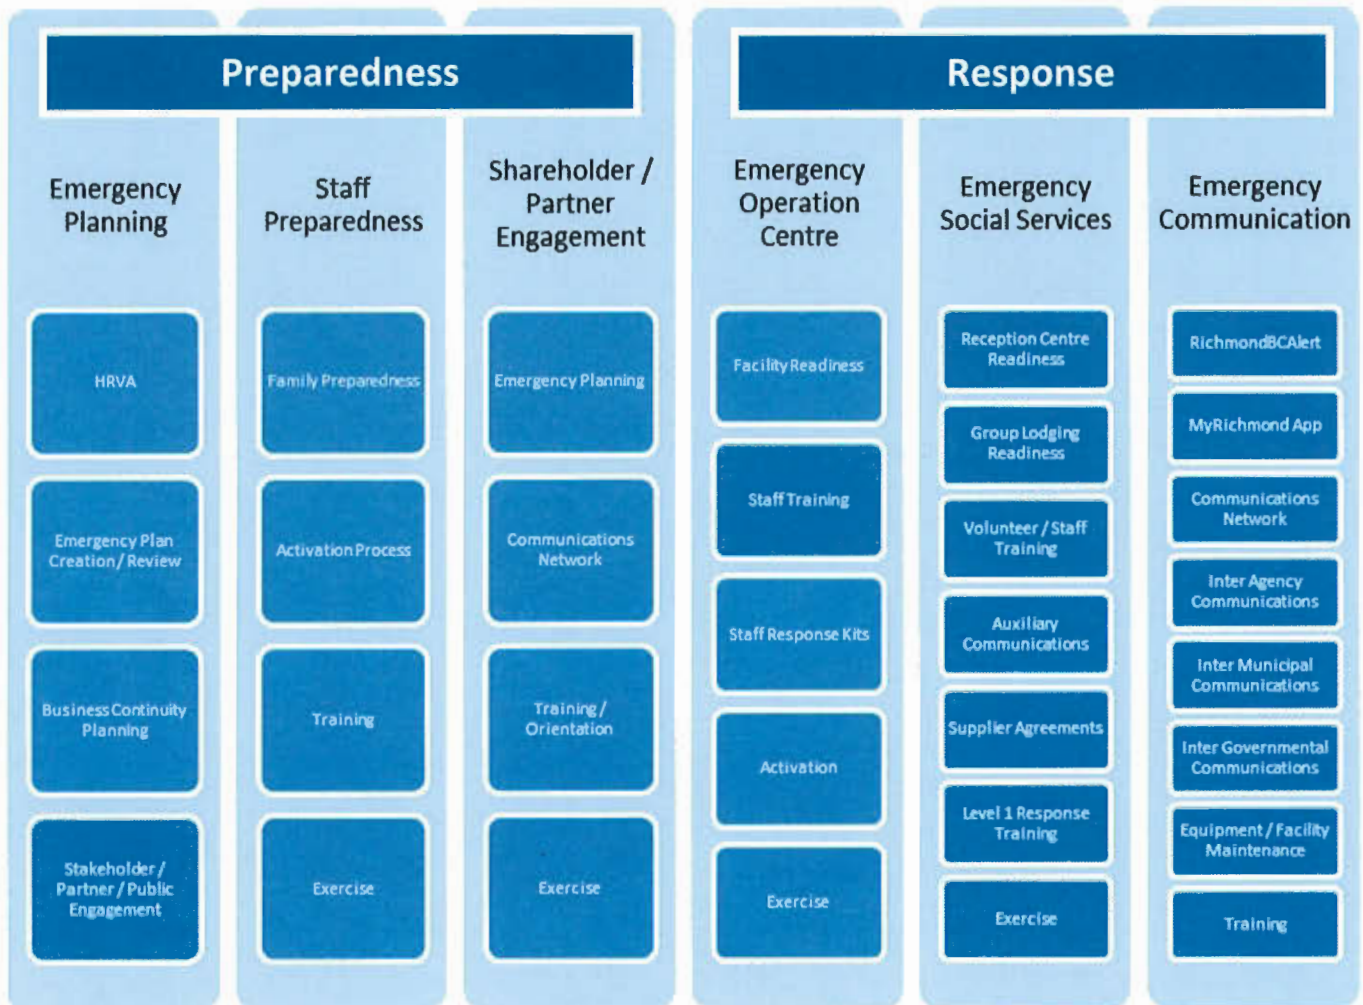 Preparedness
Emergency
Planning
HRVA
Emergency Plan
Creation / Review
Business Continuity
Planning
Stakeholder /
Partner / Public
Engagement
Staff
Preparedness
Family Preparedness
Activation Process
Training
Exercise
Shareholder /
Partner
Engagement
Emergency Planning
Communications
Network
Training /
Orientation
Exercise
Response
Emergency
Operation
Centre
Facility Readiness
Staff Training
Staff Response Kits
Activation
Exercise
Emergency
Social Services
Reception Centre
Readiness
Group Lodging
Readiness
Volunteer / Staff
Training
Auxiliary
Communications
Supplier Agreements
Level 1 Response
Training
Exercise
Emergency
Communication
RichmondBCAlert
MyRichmond App
Communications
Network
Inter Agency
Communications
Inter Municipal
Communications
Inter Governmental
Communications
Equipment / Facility
Maintenance
Training